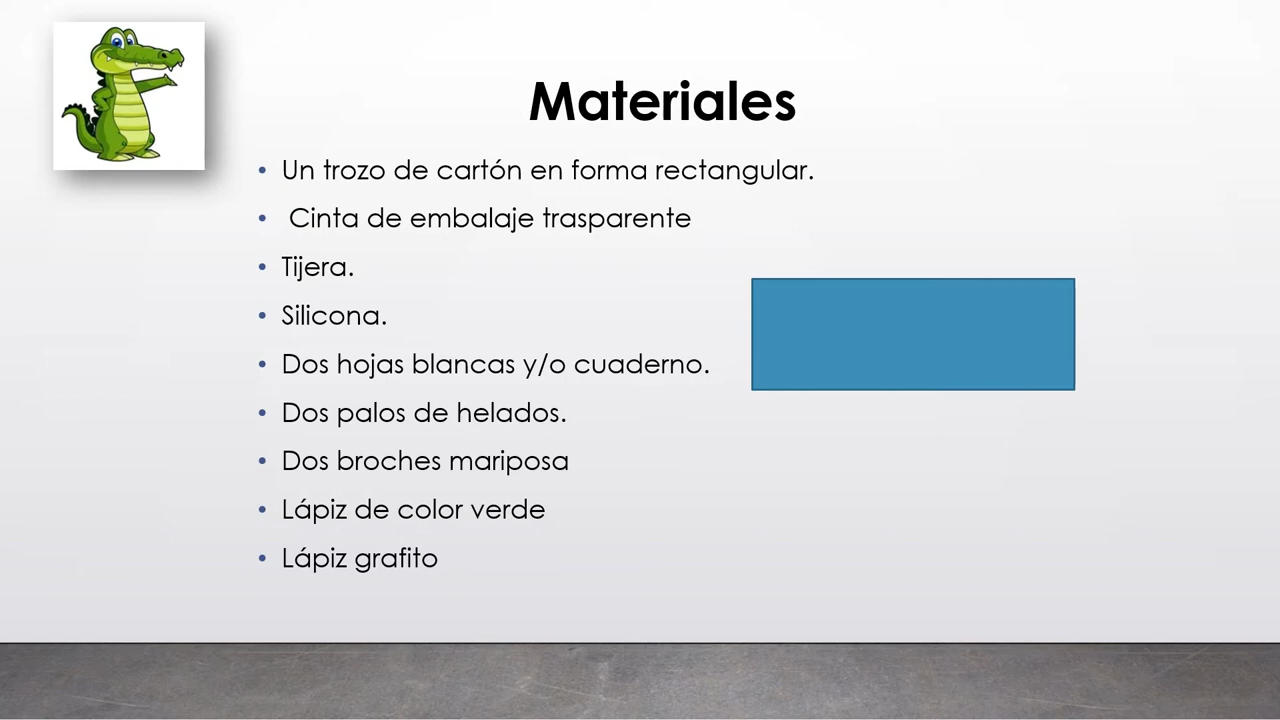 Materiales
• Un trozo de cartón en forma rectangular.
• Cinta de embalaje trasparente
• Tijera.
• Silicona.
• Dos hojas blancas y/o cuaderno.
• Dos palos de helados.
• Dos broches mariposa
• Lápiz de color verde
• Lápiz grafito